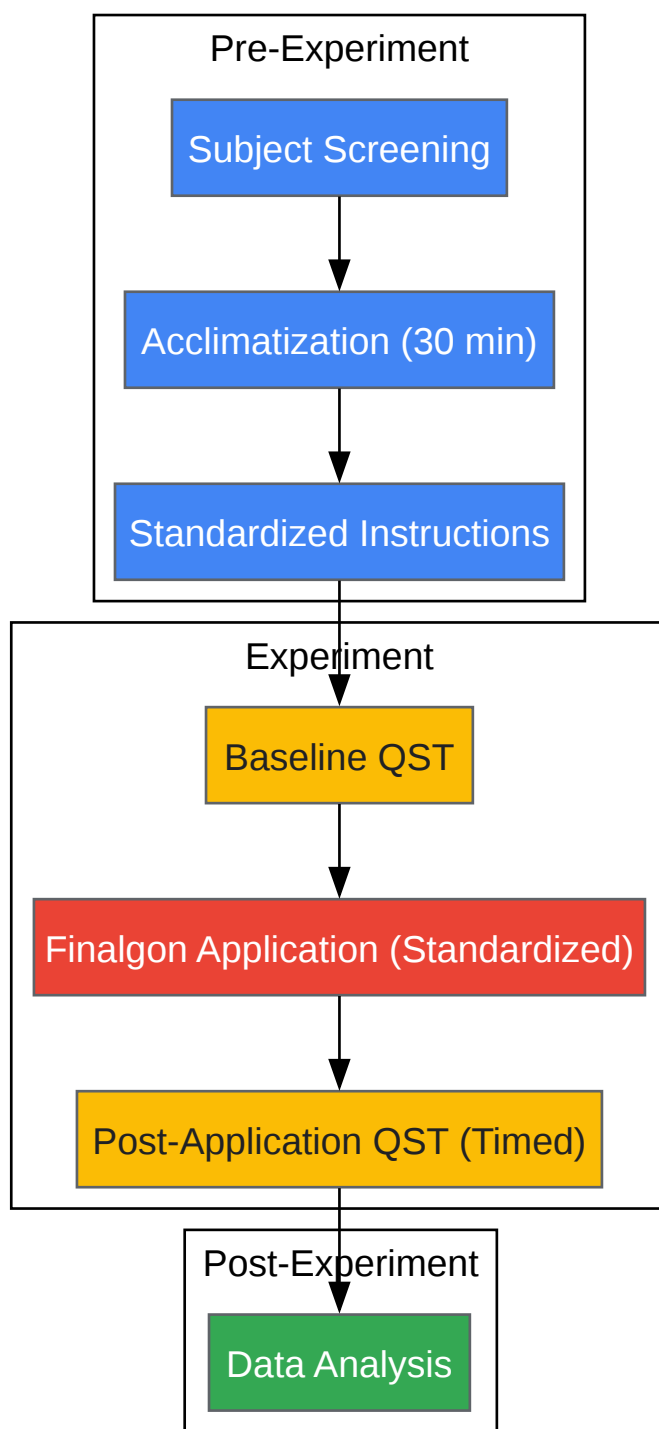 Pre-Experiment
Subject Screening
Acclimatization (30 min)
Standardized Instructions
Experiment
Baseline QST
Finalgon Application (Standardized)
Post-Application QST (Timed)
Post-Experiment
Data Analysis